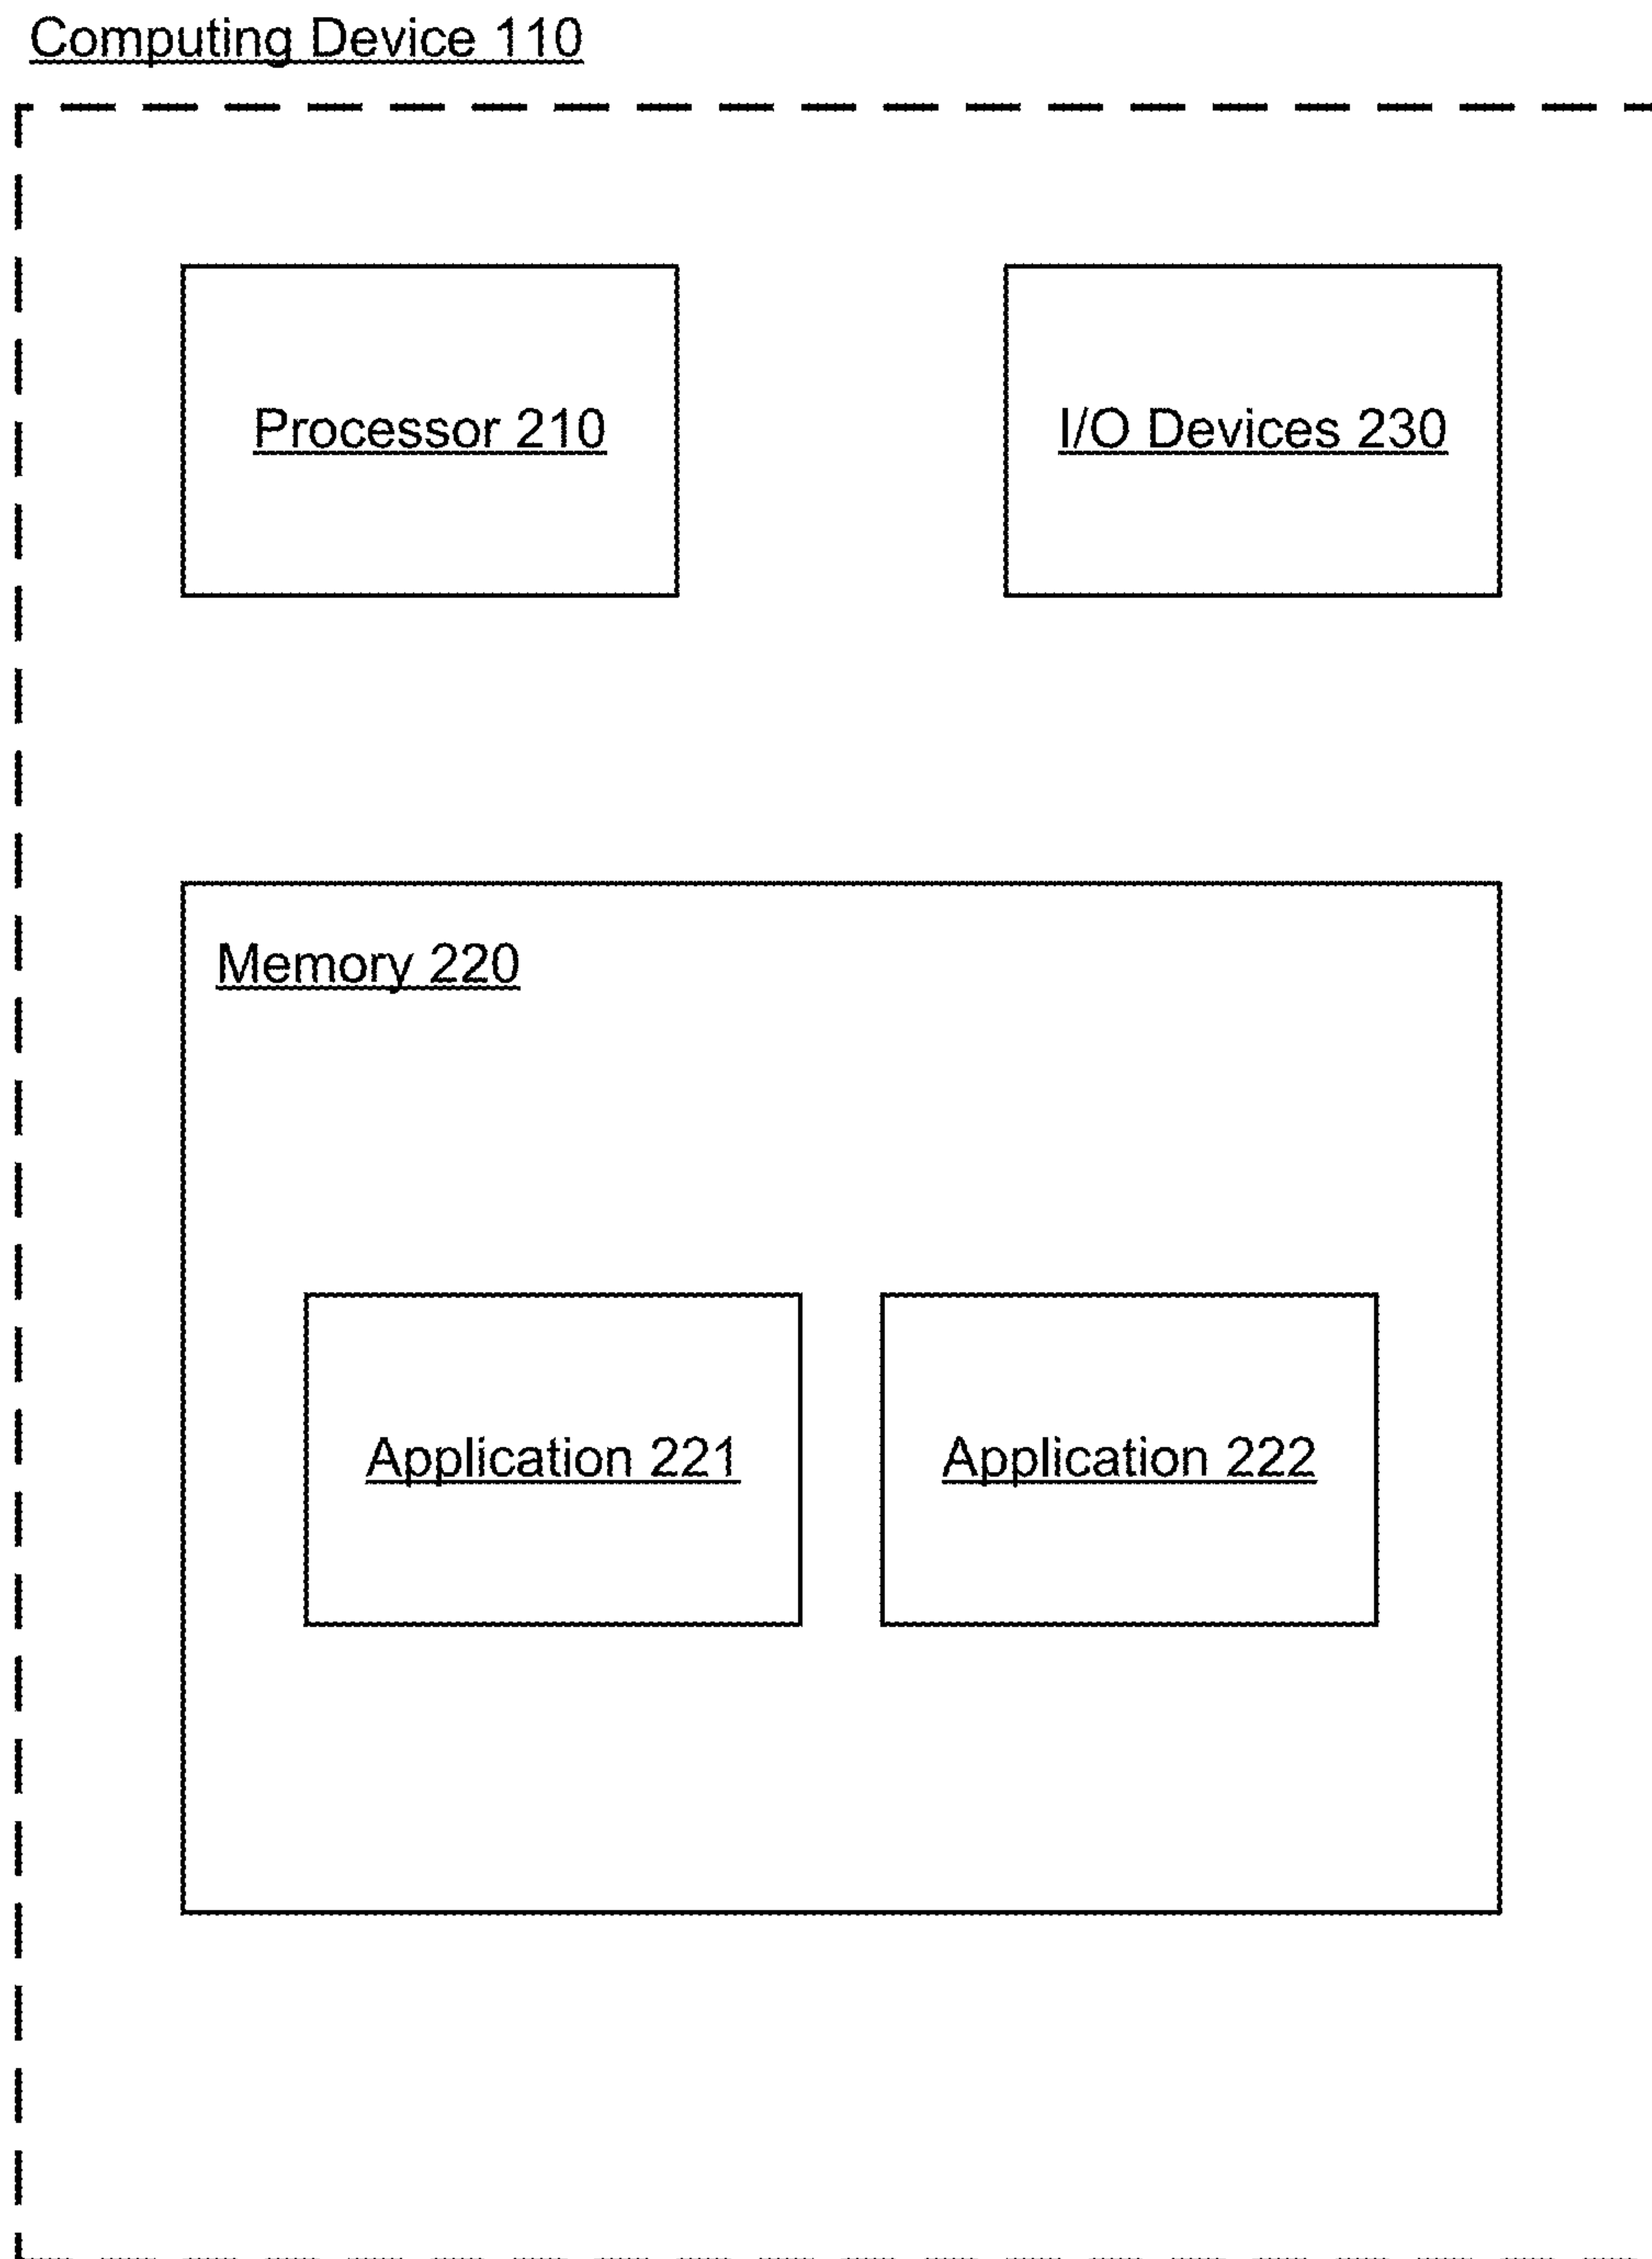 Computing Device 110
Processor 210
I/O Devices 230
Memory 220
Application 221
Application 222